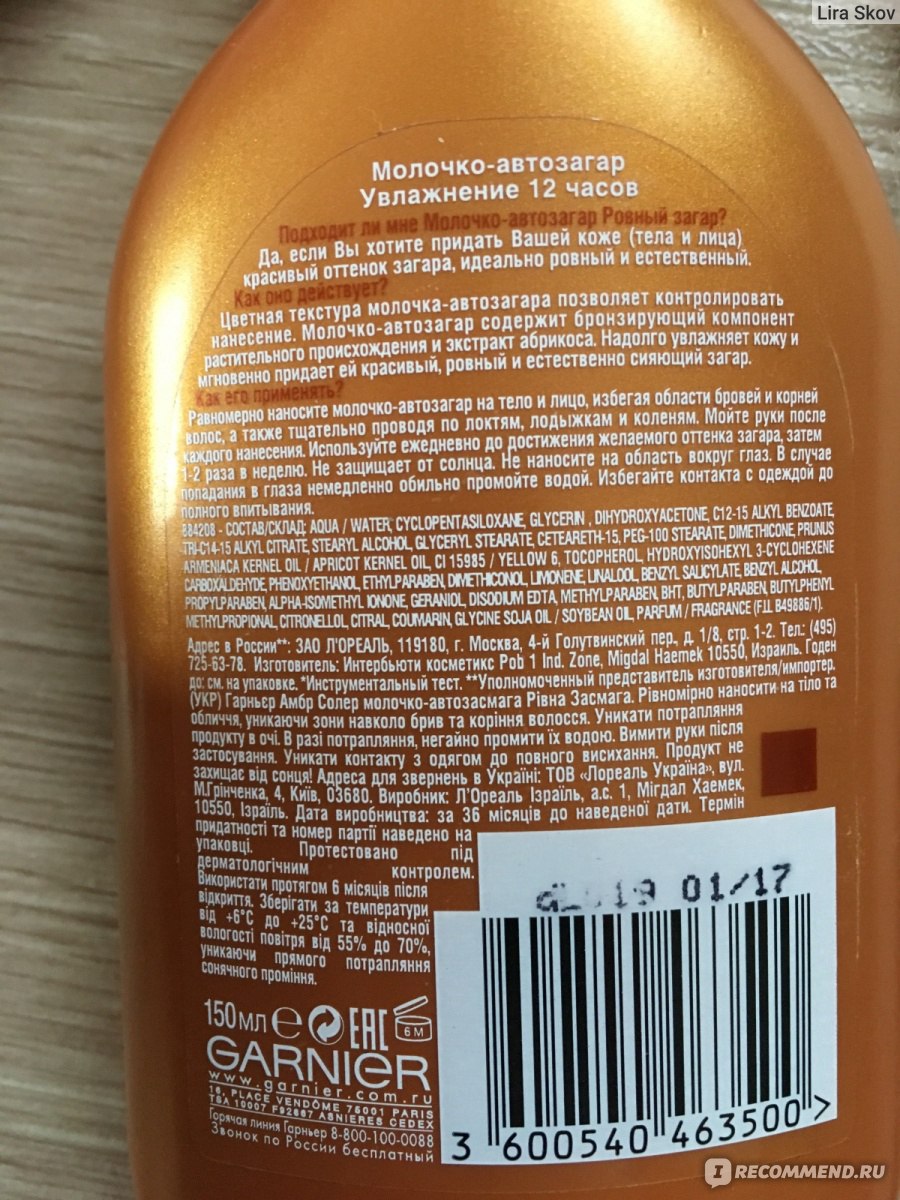 Lira Skov
Молочко-автозагар
Увлажнение 12 часов
Подходит ли мне Молочко-автозагар Ровный загар?
Да, если Вы хотите придать Вашей коже (тела и лица)
красивый оттенок загара, идеально ровный и естественный.
Как оно действует?
Цветная текстура молочка-автозагара позволяет контролировать
нанесение. Молочко-автозагар содержит бронзирующий компонент
растительного происхождения и экстракт абрикоса. Надолго увлажняет кожу и
мгновенно придает ей красивый, ровный и естественно сияющий загар.
Как его применять?
Равномерно наносите молочко-автозагар на тело и лицо, избегая области бровей и корней
волос, а также тщательно проводя по локтям, лодыжкам и коленям. Мойте руки после
каждого нанесения. Используйте ежедневно до достижения желаемого оттенка загара, затем
1-2 раза в неделю. Не защищает от солнца. Не наносите на область вокруг глаз. В случае
попадания в глаза немедленно обильно промойте водой. Избегайте контакта с одеждой до
полного впитывания.
884208 - СОСТАВ/СКЛАД: AQUA / WATER, CYCLOPENTASILOXANE, GLYCERIN , DIHYDROXYACETONE, C12-15 ALKYL BENZOATE,
TRI-C14-15 ALKYL CITRATE, STEARYL ALCOHOL, GLYCERYL STEARATE, CETEARETH-15, PEG-100 STEARATE, DIMETHICONE, PRUNUS
ARMENIACA KERNEL OIL / APRICOT KERNEL OIL, CI 15985 / YELLOW 6, TOCOPHEROL, HYDROXYISOHEXYL 3-CYCLOHEXENE
CARBOXALDEHYDE, PHENOXYETHANOL, ETHYLPARABEN, DIMETHICONOL, LIMONENE, LINALOOL, BENZYL SALICYLATE, BENZYL ALCOHOL,
PROPYLPARABEN, ALPHA-ISOMETHYL IONONE, GERANIOL, DISODIUM EDTA, METHYLPARABEN, BHT, BUTYLPARABEN, BUTYLPHENYL
METHYLPROPIONAL, CITRONELLOL, CITRAL, COUMARIN, GLYCINE SOJA OIL / SOYBEAN OIL, PARFUM / FRAGRANCE (F.I.L B49886/1).
Адрес в России**: ЗАО Л'ОРЕАЛЬ, 119180, г. Москва, 4-й Голутвинский пер., д. 1/8, стр. 1-2. Тел.: (495)
725-63-78. Изготовитель: Интербьюти косметикс Pob 1 Ind. Zone, Migdal Haemek 10550, Израиль. Годен
до: см. на упаковке. *Инструментальный тест. **Уполномоченный представитель изготовителя/импортер.
(УКР) Гарньєр Амбр Солер молочко-автозасмага Рівна Засмага. Рівномірно наносити на тіло та
обличчя, уникаючи зони навколо брив та коріння волосся. Уникати потрапляння
продукту в очі. В разі потрапляння, негайно промити їх водою. Вимити руки після
застосування. Уникати контакту з одягом до повного висихання. Продукт не
захищає від сонця! Адреса для звернень в Україні: ТОВ «Лореаль Україна», вул.
М.Грінченка, 4, Київ, 03680. Виробник: Л'Ореаль Ізраїль, а.с. 1, Мігдал Хаемек,
10550, Ізраїль. Дата виробництва: за 36 місяців до наведеної дати. Термін
придатності та номер партії наведено на
упаковці. Протестовано під
дерматологічним контролем.
Використати протягом 6 місяців після
відкриття. Зберігати за температури
від +6°С до +25°С та відносної
вологості повітря від 55% до 70%,
уникаючи прямого потрапляння
сонячного проміння.
01/17
150мл e EAC 6M
GARNIER
www.garnier.com.ru
16, PLACE VENDÔME 75001 PARIS
TSA 10007 F92667 ASNIERES CEDEX
Горячая линия Гарньер 8-800-100-0088
Звонок по России бесплатный
3 600540 463500 >
IRECOMMEND.RU